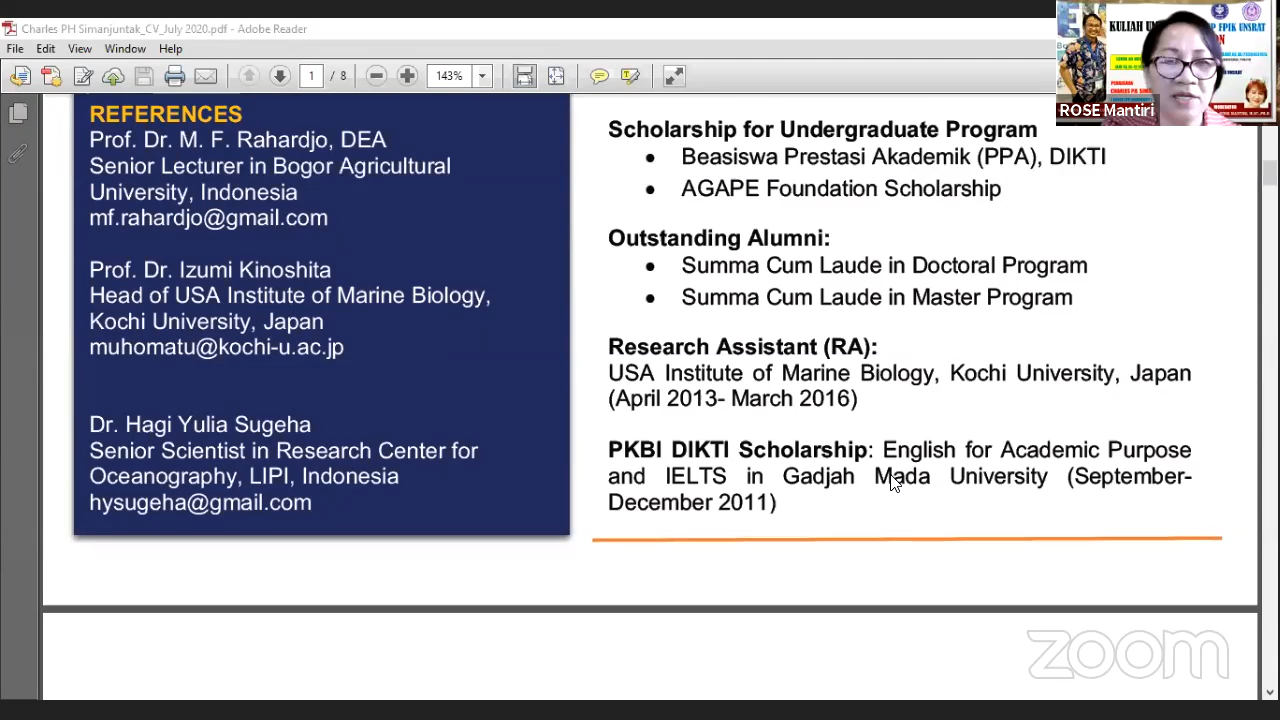 Charles PH Simanjuntak_CV_July 2020.pdf - Adobe Reader
File Edit View Window Help
1 / 8 143%
KULIAH
FPIK UNSRAT
ROSE Mantiri
MODERATOR
REFERENCES
Prof. Dr. M. F. Rahardjo, DEA
Senior Lecturer in Bogor Agricultural
University, Indonesia
mf.rahardjo@gmail.com
Prof. Dr. Izumi Kinoshita
Head of USA Institute of Marine Biology,
Kochi University, Japan
muhomatu@kochi-u.ac.jp
Dr. Hagi Yulia Sugeha
Senior Scientist in Research Center for
Oceanography, LIPI, Indonesia
hysugeha@gmail.com
Scholarship for Undergraduate Program
• Beasiswa Prestasi Akademik (PPA), DIKTI
• AGAPE Foundation Scholarship
Outstanding Alumni:
• Summa Cum Laude in Doctoral Program
• Summa Cum Laude in Master Program
Research Assistant (RA):
USA Institute of Marine Biology, Kochi University, Japan
(April 2013- March 2016)
PKBI DIKTI Scholarship: English for Academic Purpose
and IELTS in Gadjah Mada University (September-
December 2011)
zoom